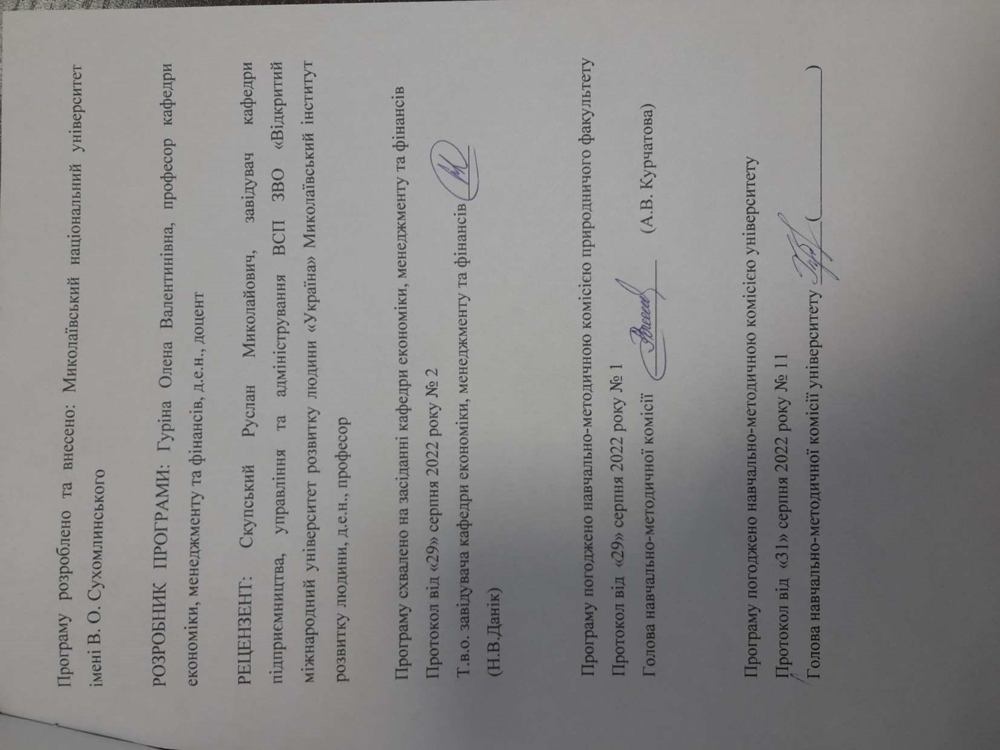 Програму розроблено та внесено: Миколаївський національний університет
імені В. О. Сухомлинського
РОЗРОБНИК ПРОГРАМИ: Гуріна Олена Валентинівна, професор кафедри
економіки, менеджменту та фінансів, д.е.н., доцент
РЕЦЕНЗЕНТ: Скупський Руслан Миколайович, завідувач кафедри
підприємництва, управління та адміністрування ВСП ЗВО «Відкритий
міжнародний університет розвитку людини «Україна» Миколаївський інститут
розвитку людини, д.е.н., професор
Програму схвалено на засіданні кафедри економіки, менеджменту та фінансів
Протокол від «29» серпня 2022 року № 2
Т.в.о. завідувача кафедри економіки, менеджменту та фінансів
(Н.В.Данік)
Програму погоджено навчально-методичною комісією природничого факультету
Протокол від «29» серпня 2022 року № 1
Голова навчально-методичної комісії (А.В. Курчатова)
Програму погоджено навчально-методичною комісією університету
Протокол від «31» серпня 2022 року № 11
Голова навчально-методичної комісії університету (____________)